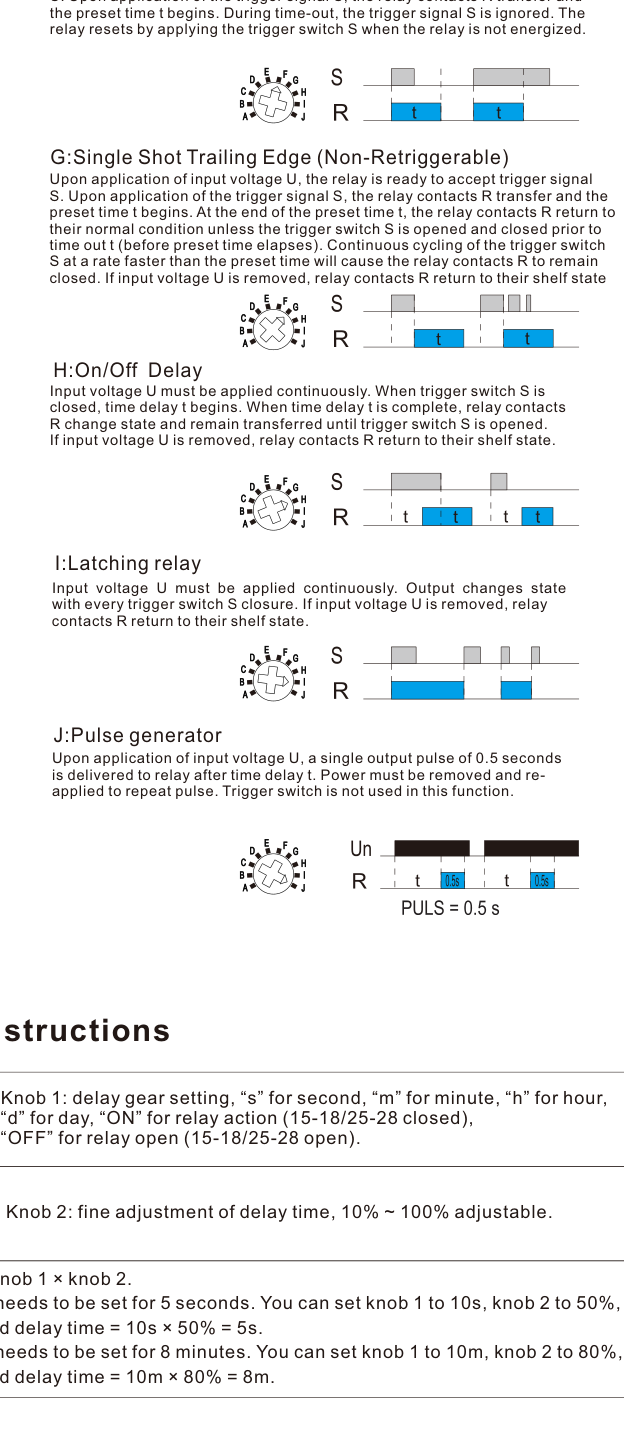 the preset time t begins. During time-out, the trigger signal S is ignored. The
relay resets by applying the trigger switch S when the relay is not energized.
A B C D E F G H I J
S
R t t
G:Single Shot Trailing Edge (Non-Retriggerable)
Upon application of input voltage U, the relay is ready to accept trigger signal
S. Upon application of the trigger signal S, the relay contacts R transfer and the
preset time t begins. At the end of the preset time t, the relay contacts R return to
their normal condition unless the trigger switch S is opened and closed prior to
time out t (before preset time elapses). Continuous cycling of the trigger switch
S at a rate faster than the preset time will cause the relay contacts R to remain
closed. If input voltage U is removed, relay contacts R return to their shelf state
A B C D E F G H I J
S
R t t
H:On/Off Delay
Input voltage U must be applied continuously. When trigger switch S is
closed, time delay t begins. When time delay t is complete, relay contacts
R change state and remain transferred until trigger switch S is opened.
If input voltage U is removed, relay contacts R return to their shelf state.
A B C D E F G H I J
S
R t t t t
I:Latching relay
Input voltage U must be applied continuously. Output changes state
with every trigger switch S closure. If input voltage U is removed, relay
contacts R return to their shelf state.
A B C D E F G H I J
S
R
J:Pulse generator
Upon application of input voltage U, a single output pulse of 0.5 seconds
is delivered to relay after time delay t. Power must be removed and re-
applied to repeat pulse. Trigger switch is not used in this function.
A B C D E F G H I J
Un
R t 0.5s t 0.5s
PULS = 0.5 s
structions
Knob 1: delay gear setting, “s” for second, “m” for minute, “h” for hour,
“d” for day, “ON” for relay action (15-18/25-28 closed),
“OFF” for relay open (15-18/25-28 open).
Knob 2: fine adjustment of delay time, 10% ~ 100% adjustable.
nob 1 × knob 2.
needs to be set for 5 seconds. You can set knob 1 to 10s, knob 2 to 50%,
d delay time = 10s × 50% = 5s.
needs to be set for 8 minutes. You can set knob 1 to 10m, knob 2 to 80%,
d delay time = 10m × 80% = 8m.